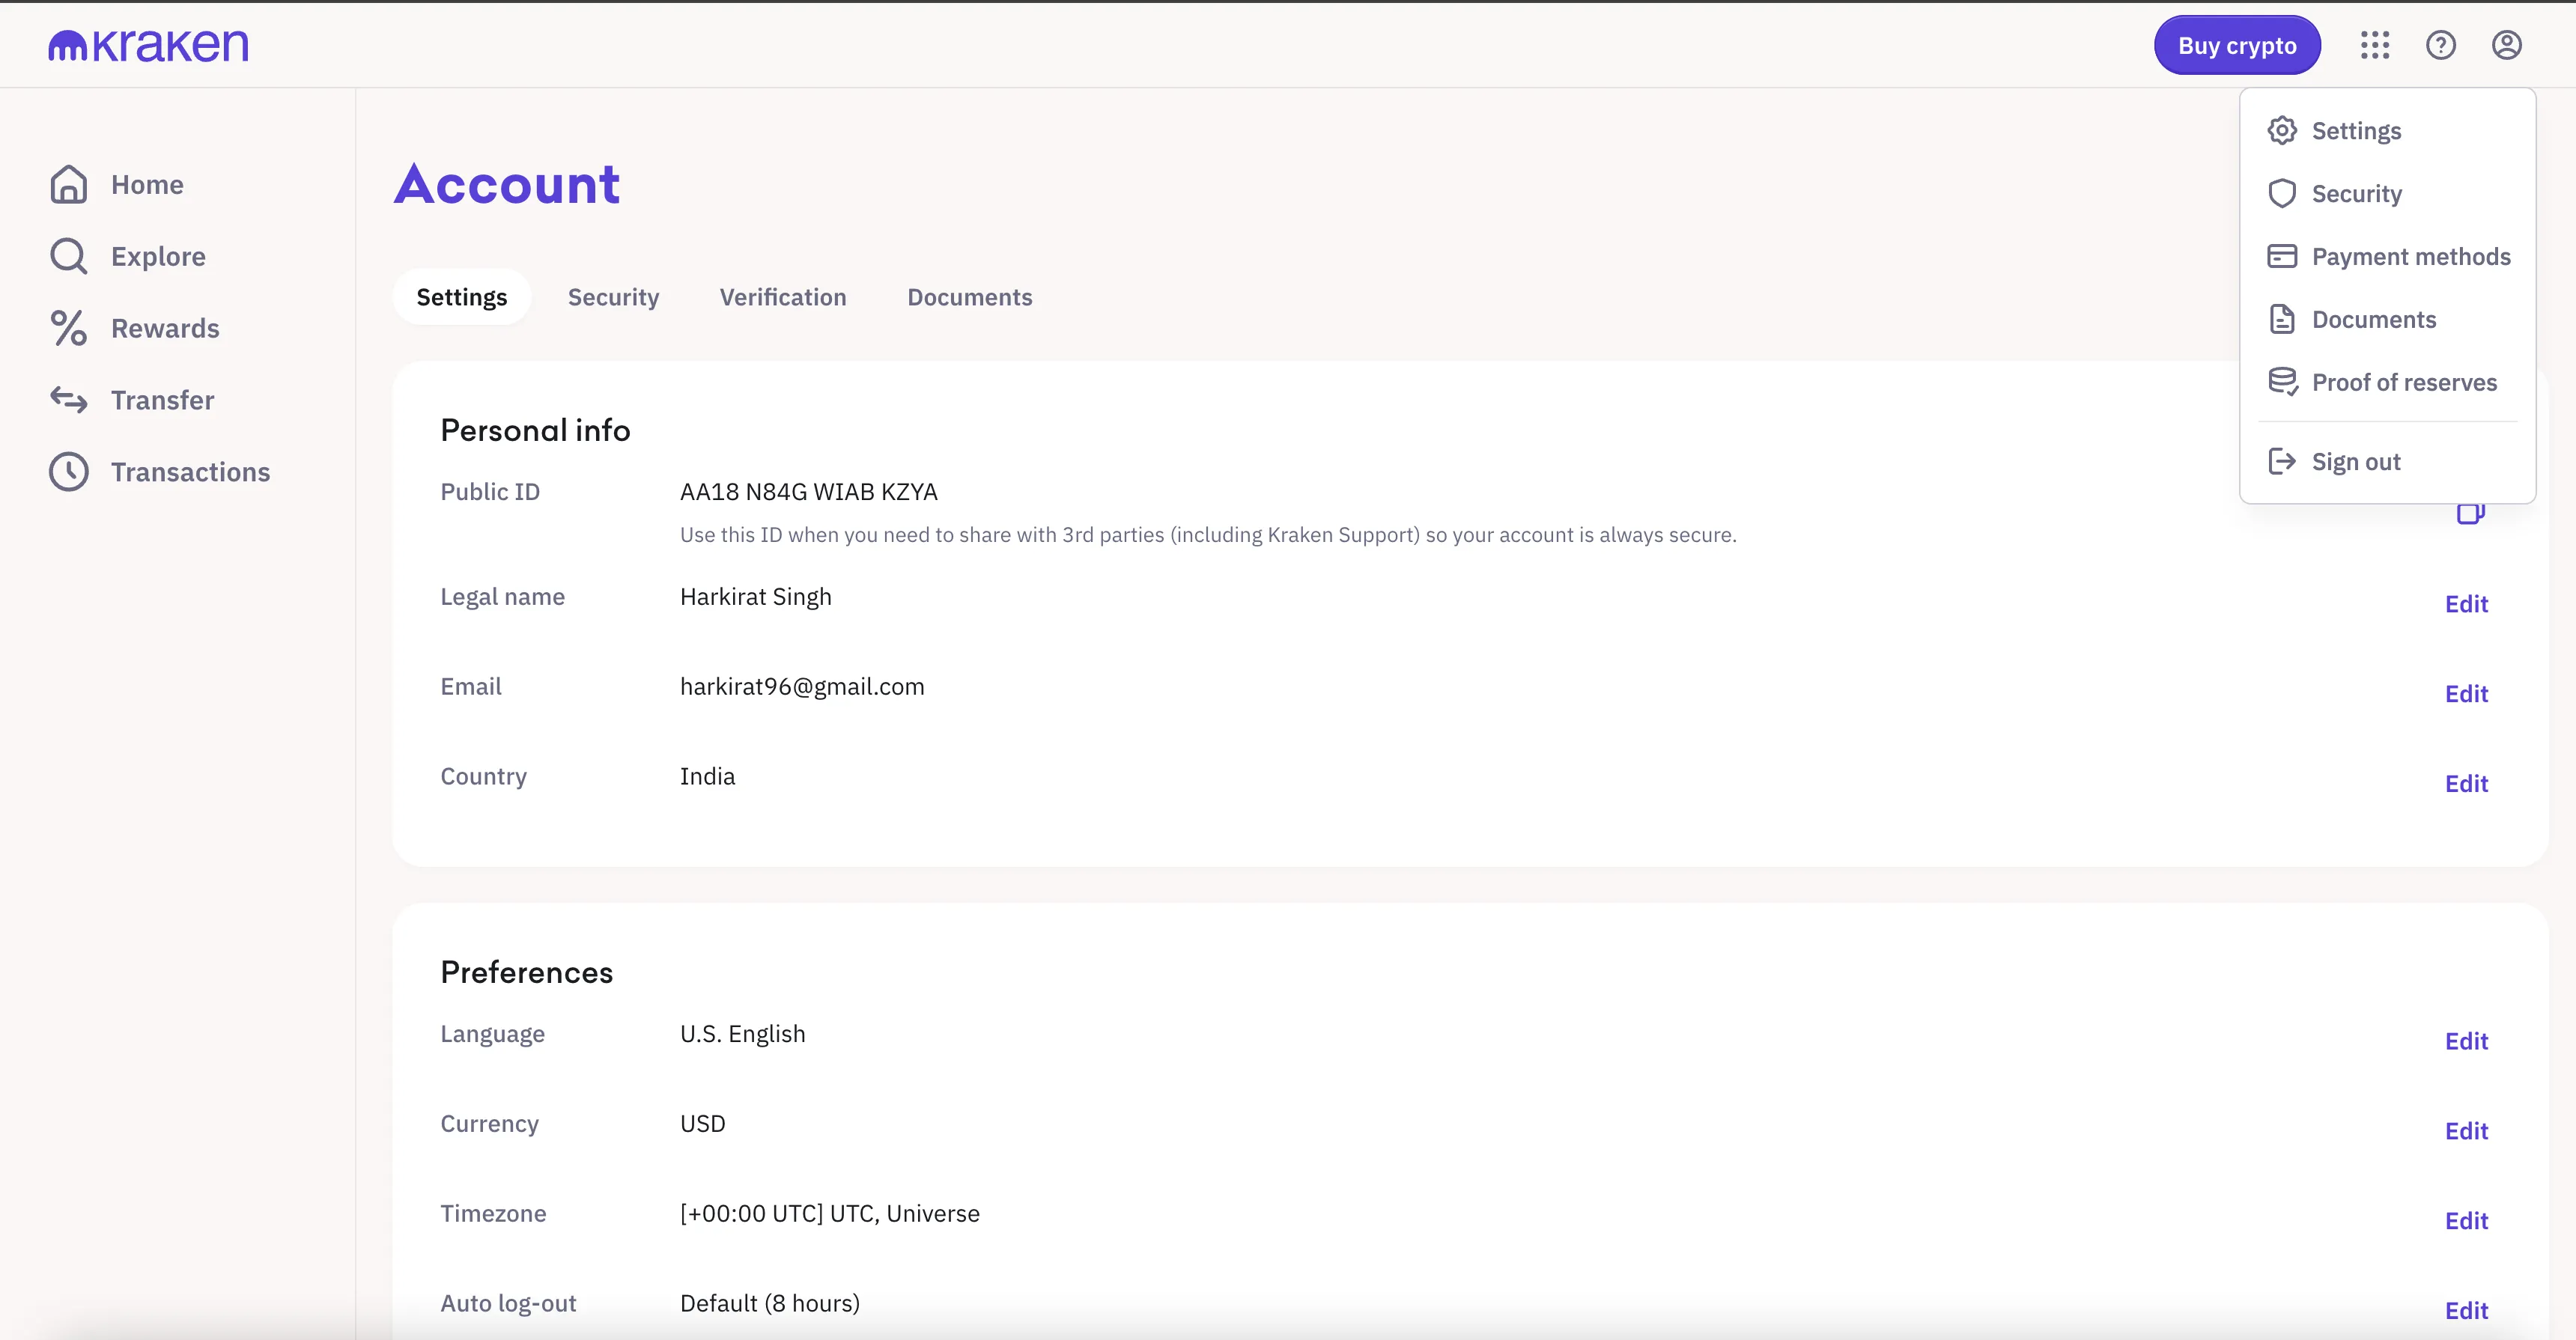 kraken
Buy crypto
Settings
Security
Payment methods
Documents
Proof of reserves
Sign out
Home
Explore
Rewards
Transfer
Transactions
Account
Settings Security Verification Documents
Personal info
Public ID AA18 N84G WIAB KZYA
Use this ID when you need to share with 3rd parties (including Kraken Support) so your account is always secure.
Legal name Harkirat Singh Edit
Email harkirat96@gmail.com Edit
Country India Edit
Preferences
Language U.S. English Edit
Currency USD Edit
Timezone [+00:00 UTC] UTC, Universe Edit
Auto log-out Default (8 hours) Edit